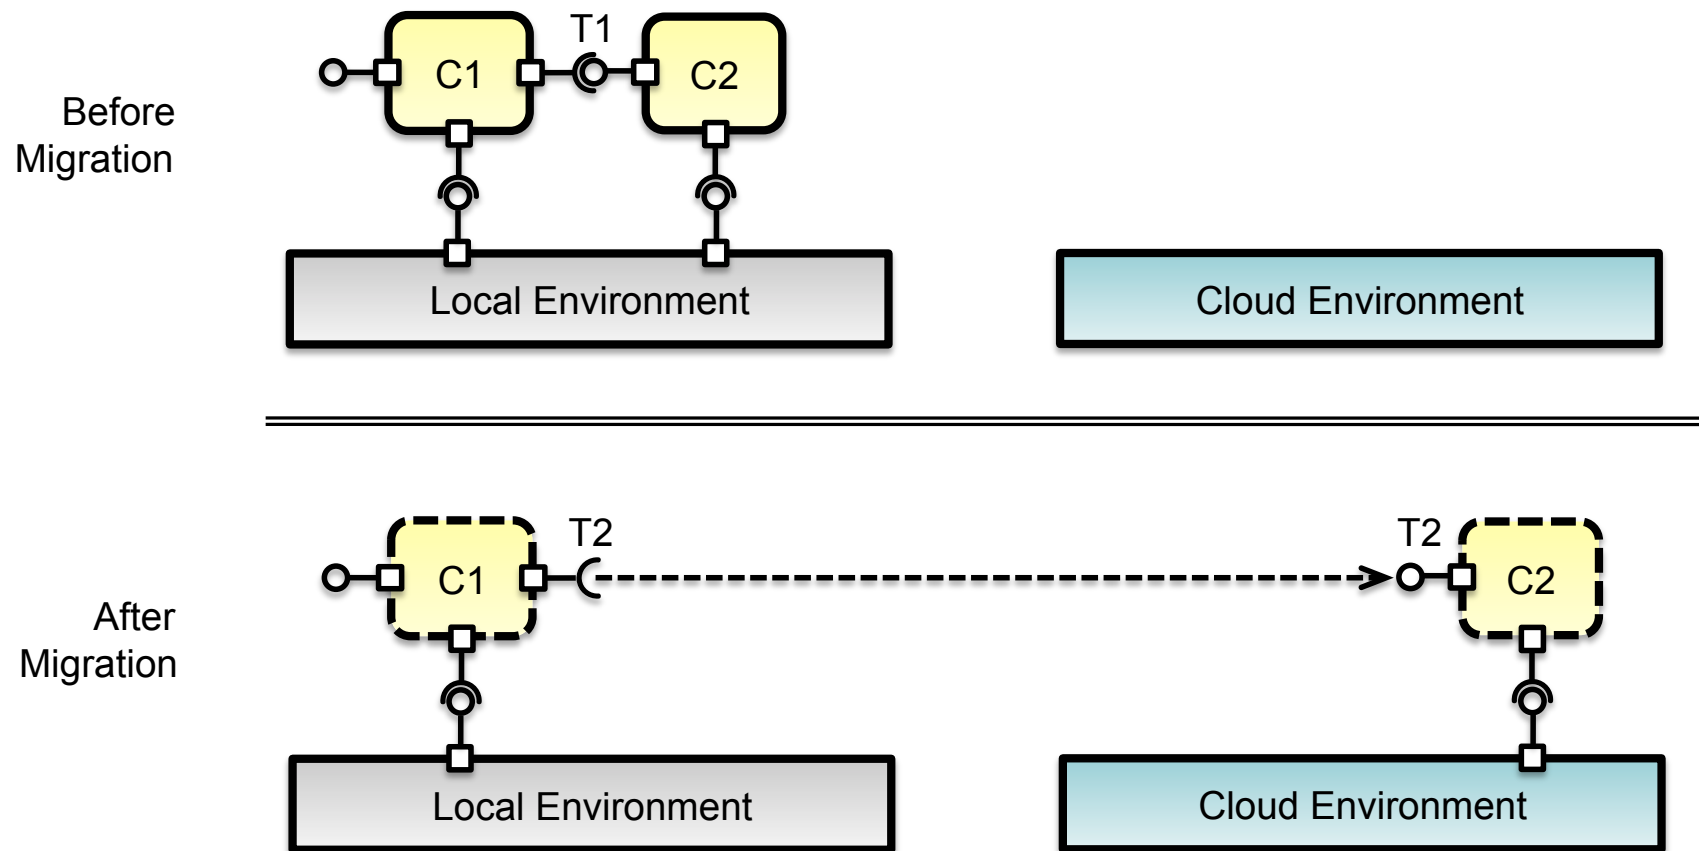 T1
C1
C2
Before
Migration
Local Environment
Cloud Environment
T2
T2
C1
C2
After
Migration
Local Environment
Cloud Environment